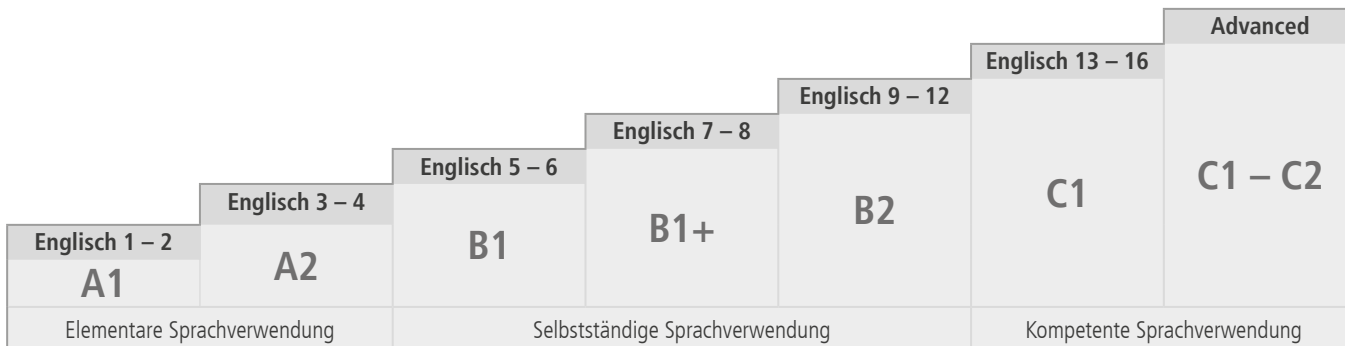 Advanced
Englisch 13 – 16
Englisch 9 – 12
Englisch 7 – 8
Englisch 5 – 6
Englisch 3 – 4
Englisch 1 – 2
A1
A2
B1
B1+
B2
C1
C1 – C2
Elementare Sprachverwendung
Selbstständige Sprachverwendung
Kompetente Sprachverwendung